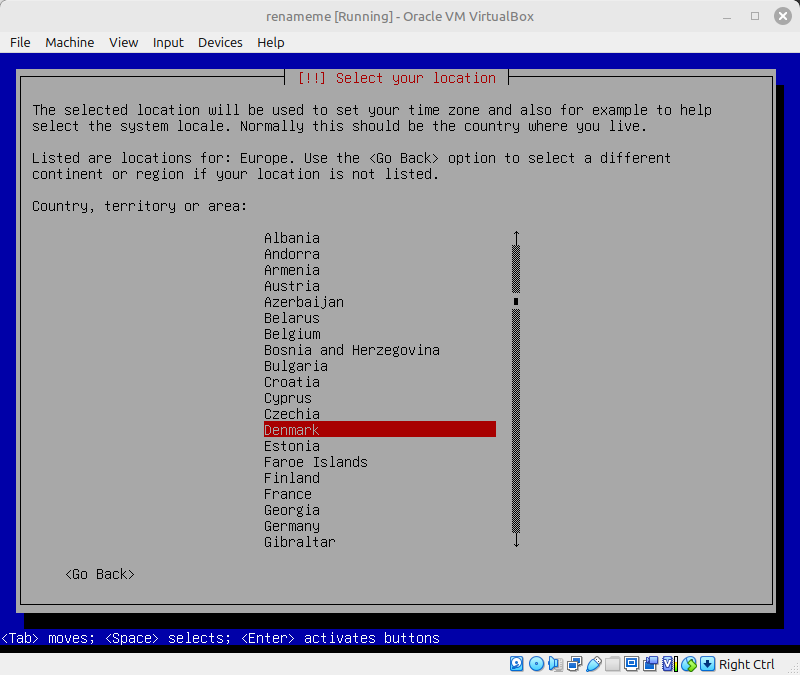 renameme [Running] - Oracle VM VirtualBox
File Machine View Input Devices Help
[!!] Select your location
The selected location will be used to set your time zone and also for example to help
select the system locale. Normally this should be the country where you live.
Listed are locations for: Europe. Use the <Go Back> option to select a different
continent or region if your location is not listed.
Country, territory or area:
Albania
Andorra
Armenia
Austria
Azerbaijan
Belarus
Belgium
Bosnia and Herzegovina
Bulgaria
Croatia
Cyprus
Czechia
Denmark
Estonia
Faroe Islands
Finland
France
Georgia
Germany
Gibraltar
<Go Back>
<Tab> moves; <Space> selects; <Enter> activates buttons
Right Ctrl